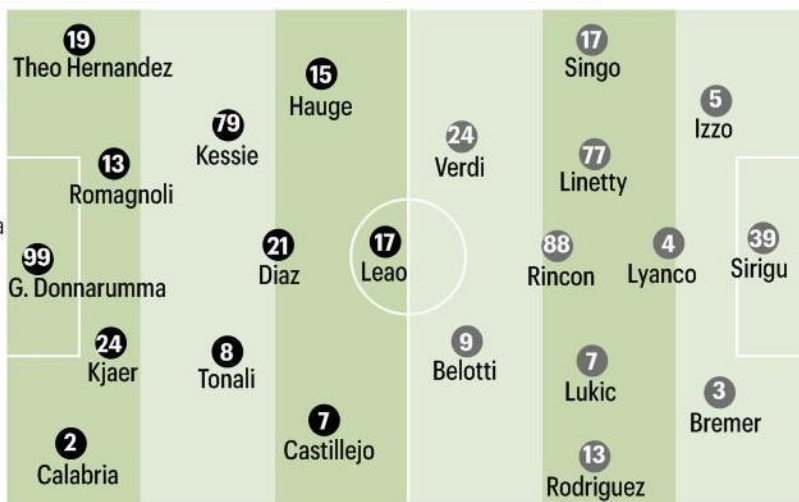 19
Theo Hernandez
13
Romagnoli
a
99
G. Donnarumma
24
Kjaer
2
Calabria
79
Kessie
8
Tonali
15
Hauge
21
Diaz
7
Castillejo
17
Leao
24
Verdi
9
Belotti
17
Singo
77
Linetty
88
Rincon
7
Lukic
13
Rodriguez
5
Izzo
4
Lyanco
3
Bremer
39
Sirigu